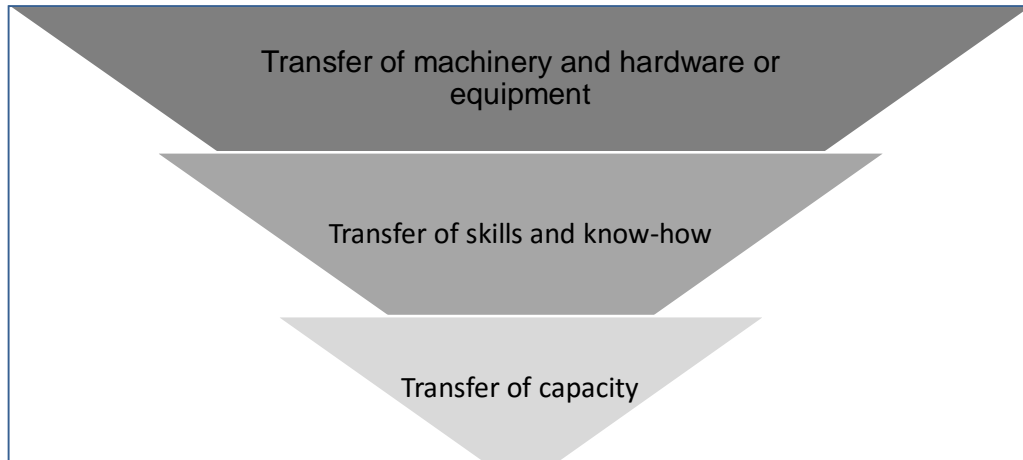 Transfer of machinery and hardware or
equipment
Transfer of skills and know-how
Transfer of capacity